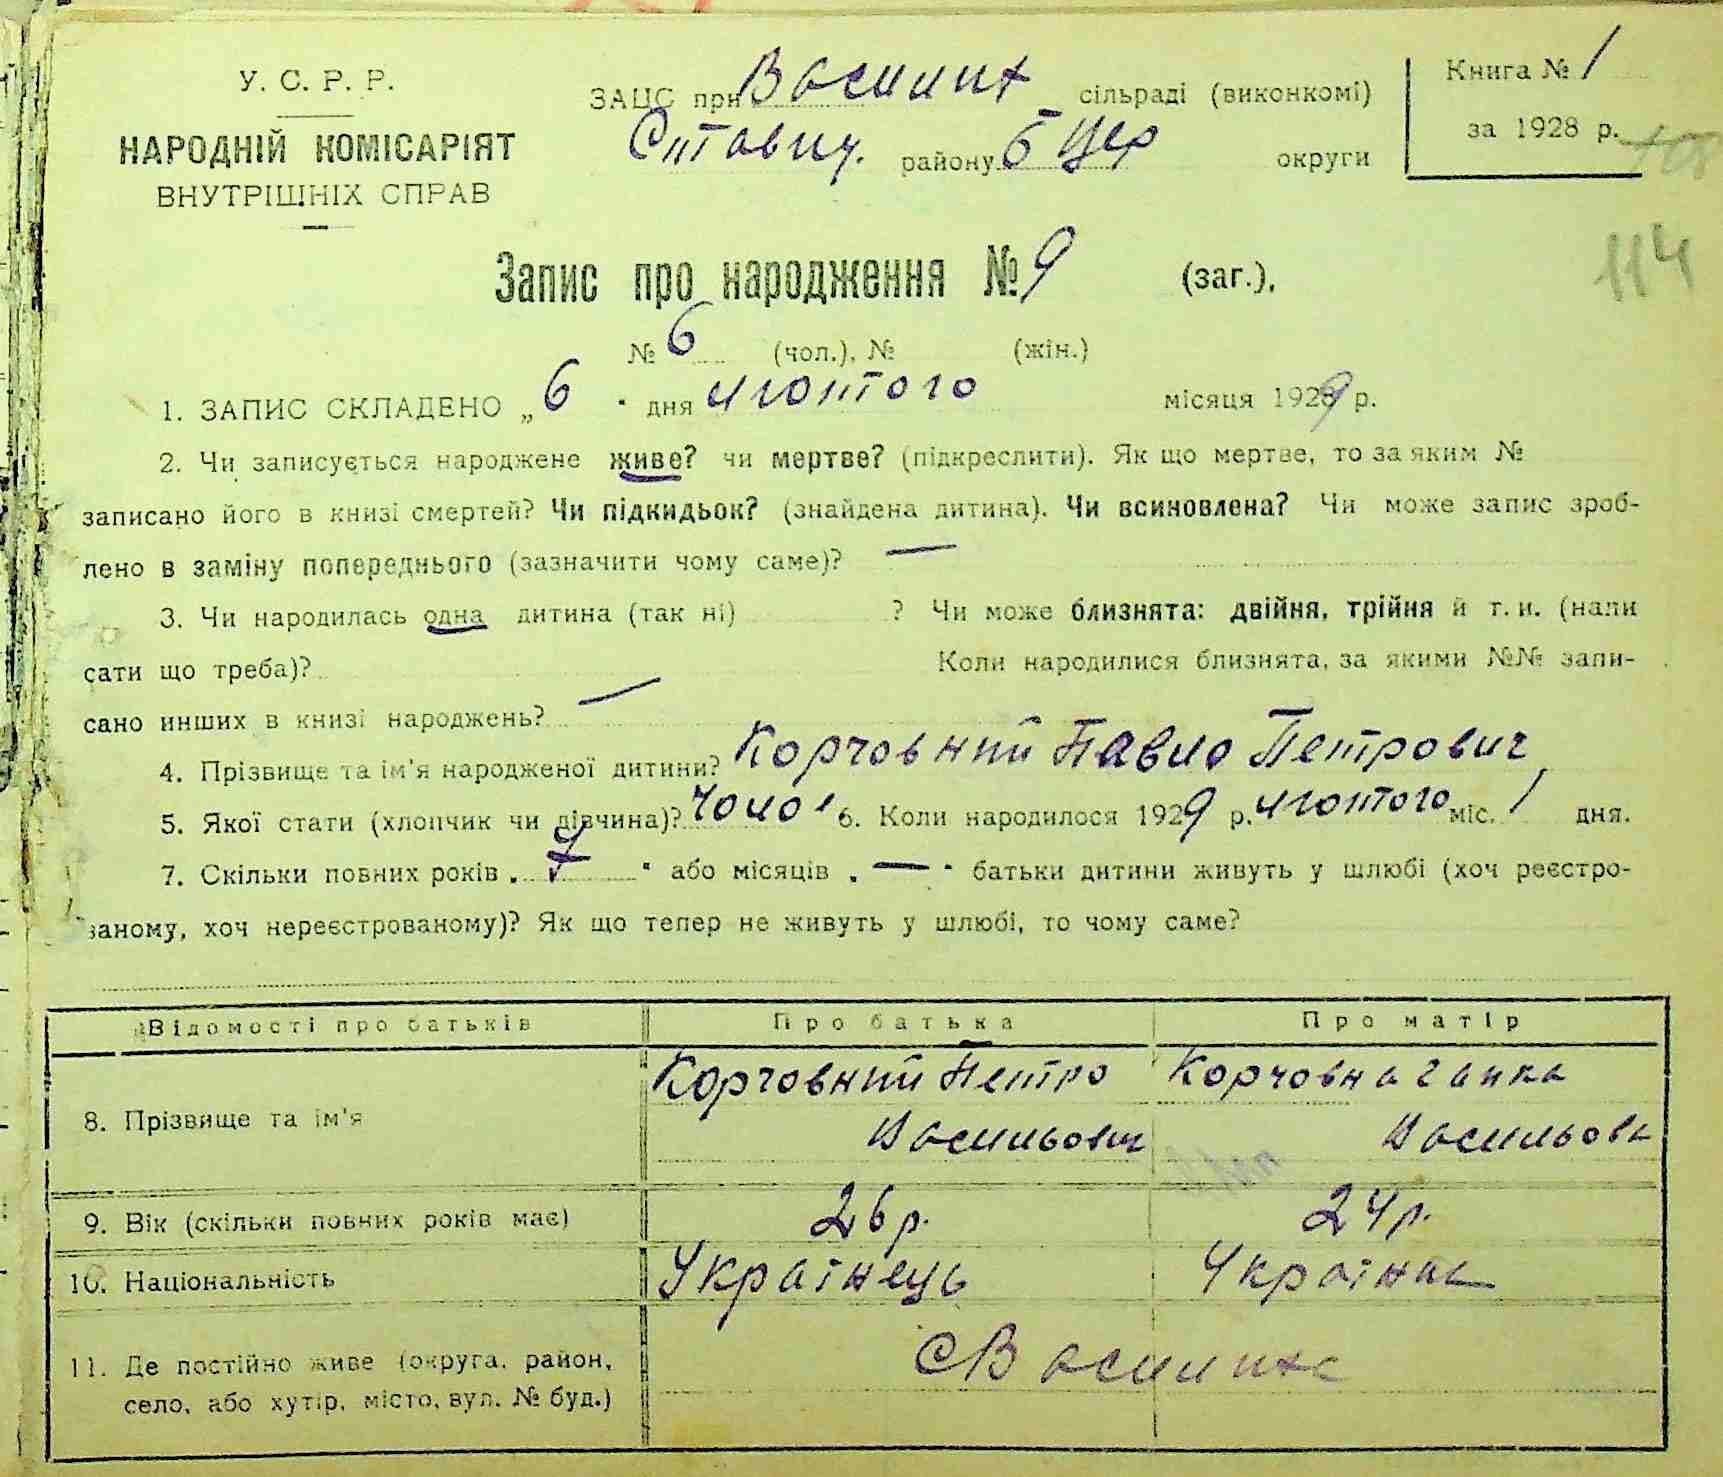 У. С. Р. Р.
НАРОДНІЙ КОМІСАРІЯТ
ВНУТРІШНІХ СПРАВ
ЗАЦС при Василих сільраді (виконкомі)
Ставищ. району Б Цер округи
Книга № 1
за 1928 р.
114
Запис про народження № 9 (заг.).
№ 6 (чол.), № (жін.)
1. ЗАПИС СКЛАДЕНО „ 6 " дня лютого місяця 1929 р.
2. Чи записується народжене живе? чи мертве? (підкреслити). Як що мертве, то за яким №
записано його в книзі смертей? Чи підкидьок? (знайдена дитина). Чи всиновлена? Чи може запис зроб-
лено в заміну попереднього (зазначити чому саме)? —
3. Чи народилась одна дитина (так ні) ? Чи може близнята: двійня, трійня й т. и. (напи
сати що треба)? Коли народилися близнята, за якими №№ запи-
сано инших в книзі народжень? —
4. Прізвище та ім'я народженої дитини? Корчовний Павло Петрович
5. Якої стати (хлопчик чи дівчина)? чолов 6. Коли народилося 1929 р. лютого міс. 1 дня.
7. Скільки повних років „ " або місяців „ — " батьки дитини живуть у шлюбі (хоч реєстро-
ваному, хоч нереєстрованому)? Як що тепер не живуть у шлюбі, то чому саме?
Відомості про батьків Про батька Про матір
8. Прізвище та ім'я Корчовний Петро Васильович Корчовна Ганка Васильовн
9. Вік (скільки повних років має) 26 р. 24 р.
10. Національність Українець Українка
11. Де постійно живе (округа, район,
село, або хутір, місто, вул. № буд.) с Василиха